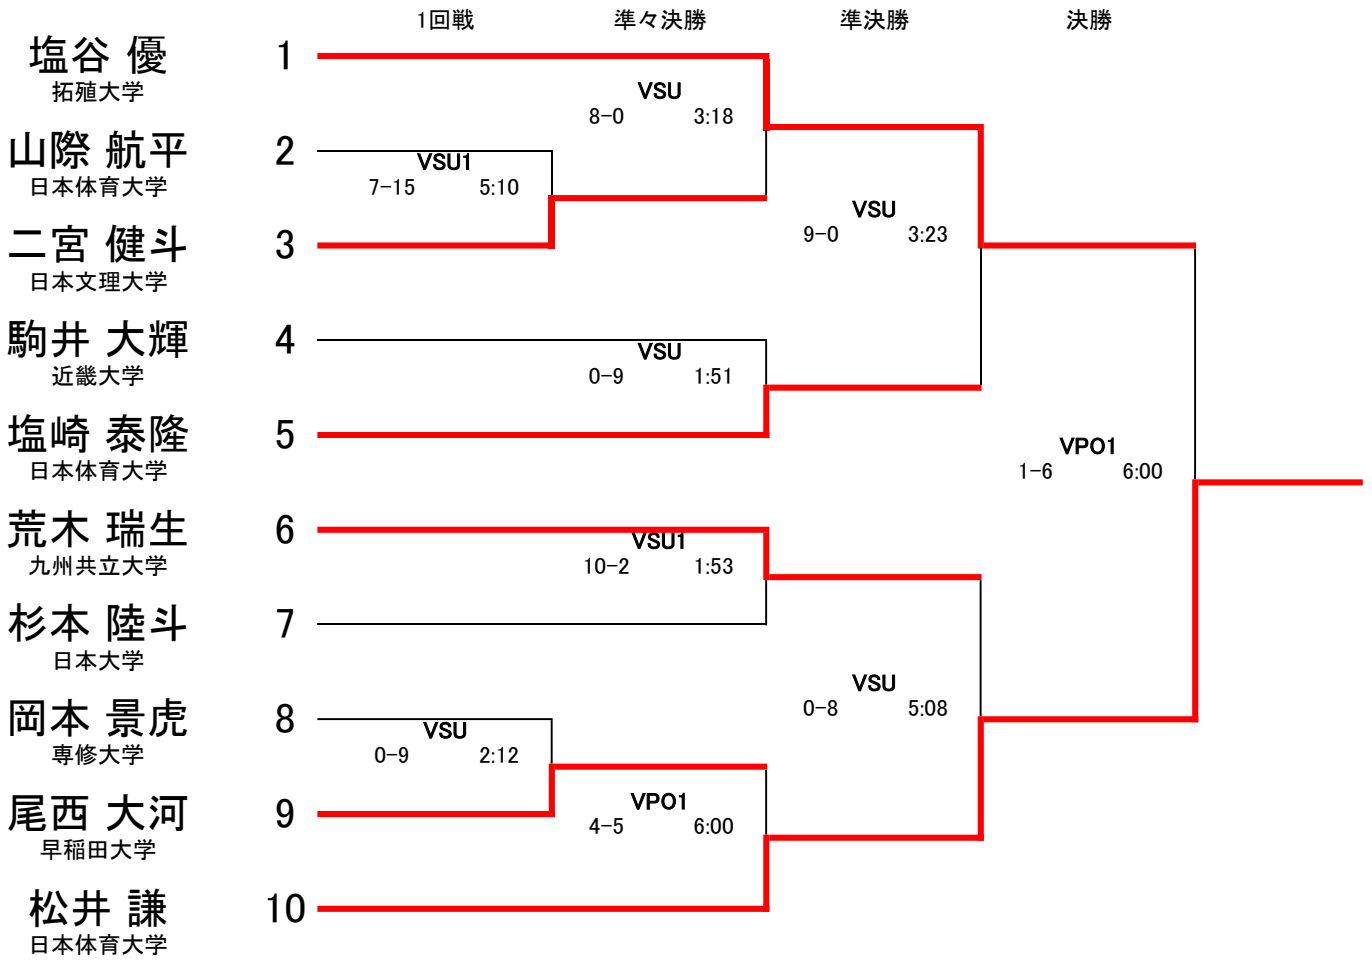 1回戦 準々決勝 準決勝 決勝
塩谷 優 1
拓殖大学
VSU
8-0 3:18
山際 航平 2
日本体育大学
VSU1
7-15 5:10
二宮 健斗 3
日本文理大学
VSU
9-0 3:23
駒井 大輝 4
近畿大学
VSU
0-9 1:51
塩崎 泰隆 5
日本体育大学
VPO1
1-6 6:00
荒木 瑞生 6
九州共立大学
VSU1
10-2 1:53
杉本 陸斗 7
日本大学
VSU
0-8 5:08
岡本 景虎 8
専修大学
VSU
0-9 2:12
尾西 大河 9
早稲田大学
VPO1
4-5 6:00
松井 謙 10
日本体育大学